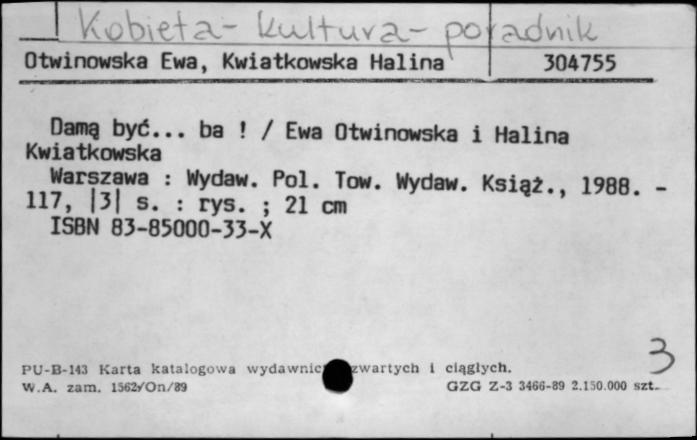 Kobieta - kultura - poradnik
Otwinowska Ewa, Kwiatkowska Halina 304755
Damą być... ba ! / Ewa Otwinowska i Halina
Kwiatkowska
Warszawa : Wydaw. Pol. Tow. Wydaw. Książ., 1988. -
117, |3| s. : rys. ; 21 cm
ISBN 83-85000-33-X
3
PU-B-143 Karta katalogowa wydawnic zwartych i ciągłych.
W.A. zam. 1562/On/89 GZG Z-3 3466-89 2.150.000 szt.